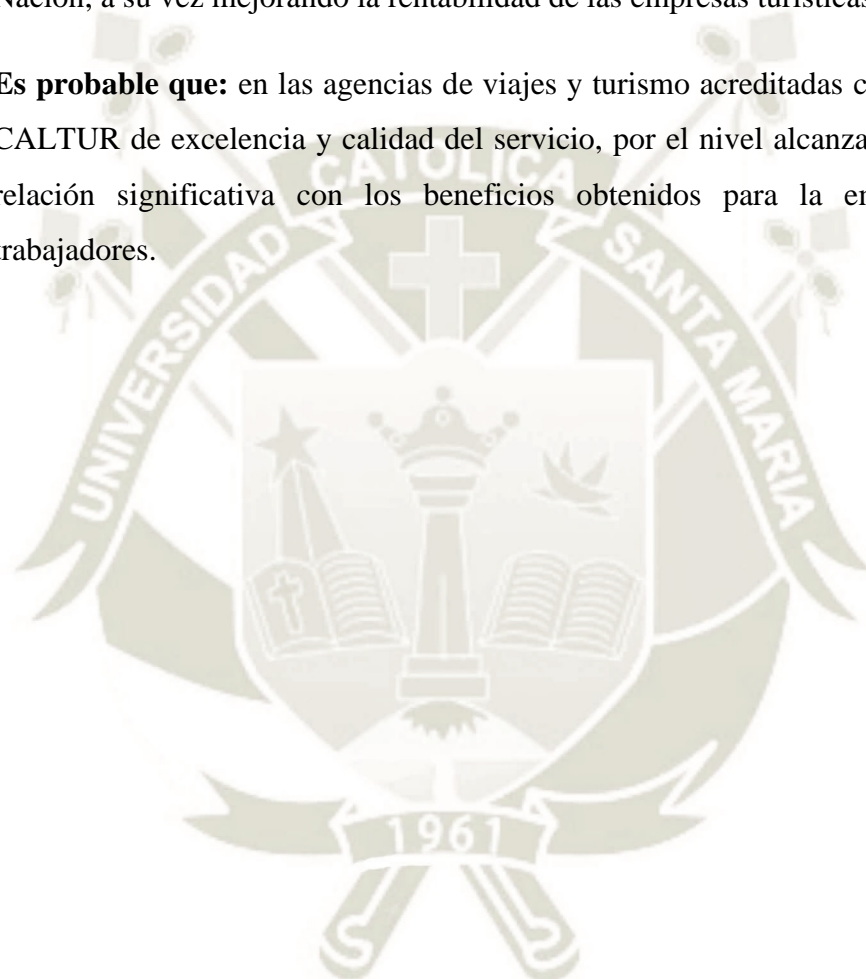 Nación, a su vez mejorando la rentabilidad de las empresas turísticas
Es probable que: en las agencias de viajes y turismo acreditadas c
CALTUR de excelencia y calidad del servicio, por el nivel alcanza
relación significativa con los beneficios obtenidos para la em
trabajadores.
CATOLICA
UNIVERSIDAD
SANTA MARIA
1961